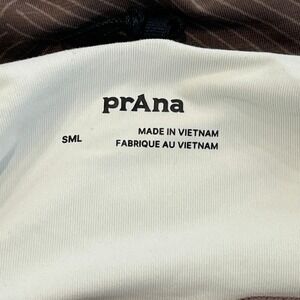 prAna
MADE IN VIETNAM
SML
FABRIQUE AU VIETNAM